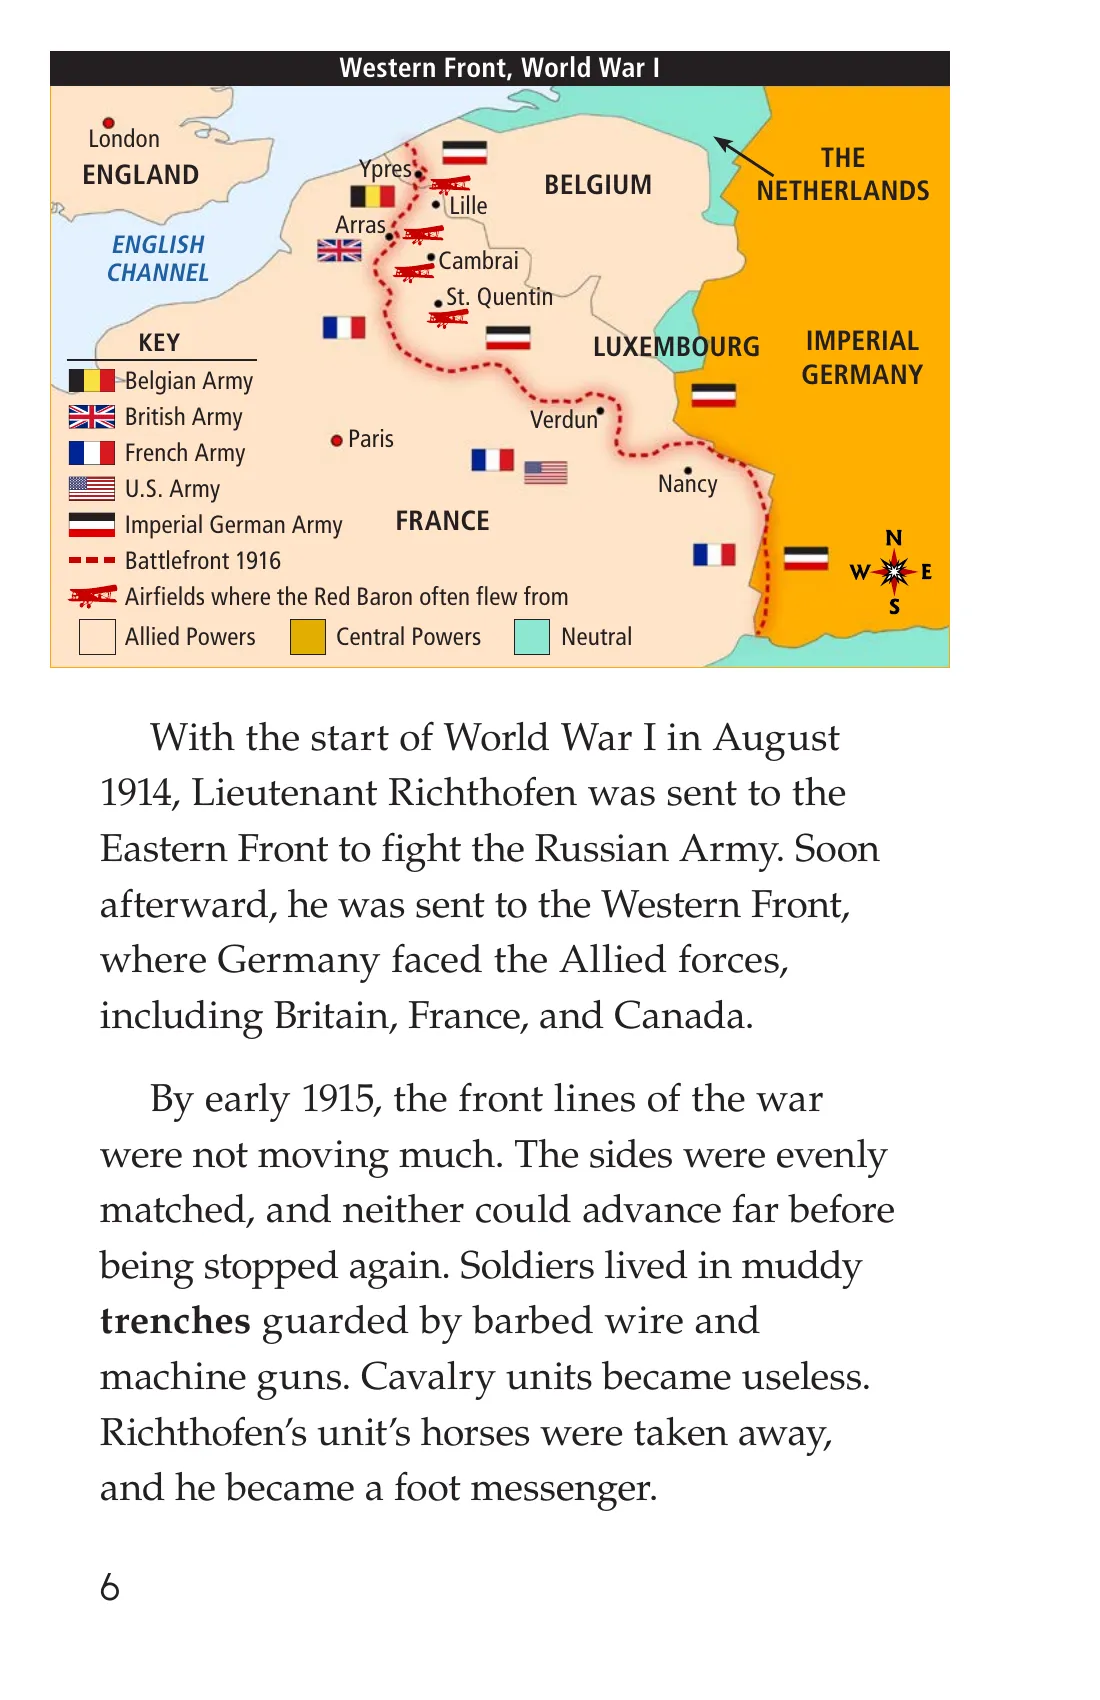 Western Front, World War I
London
ENGLAND
ENGLISH
CHANNEL
Ypres
Lille
Arras
Cambrai
St. Quentin
BELGIUM
THE
NETHERLANDS
LUXEMBOURG
IMPERIAL
GERMANY
Verdun
Paris
Nancy
FRANCE
N
W E
S
KEY
Belgian Army
British Army
French Army
U.S. Army
Imperial German Army
Battlefront 1916
Airfields where the Red Baron often flew from
Allied Powers Central Powers Neutral
With the start of World War I in August
1914, Lieutenant Richthofen was sent to the
Eastern Front to fight the Russian Army. Soon
afterward, he was sent to the Western Front,
where Germany faced the Allied forces,
including Britain, France, and Canada.
By early 1915, the front lines of the war
were not moving much. The sides were evenly
matched, and neither could advance far before
being stopped again. Soldiers lived in muddy
trenches guarded by barbed wire and
machine guns. Cavalry units became useless.
Richthofen’s unit’s horses were taken away,
and he became a foot messenger.
6